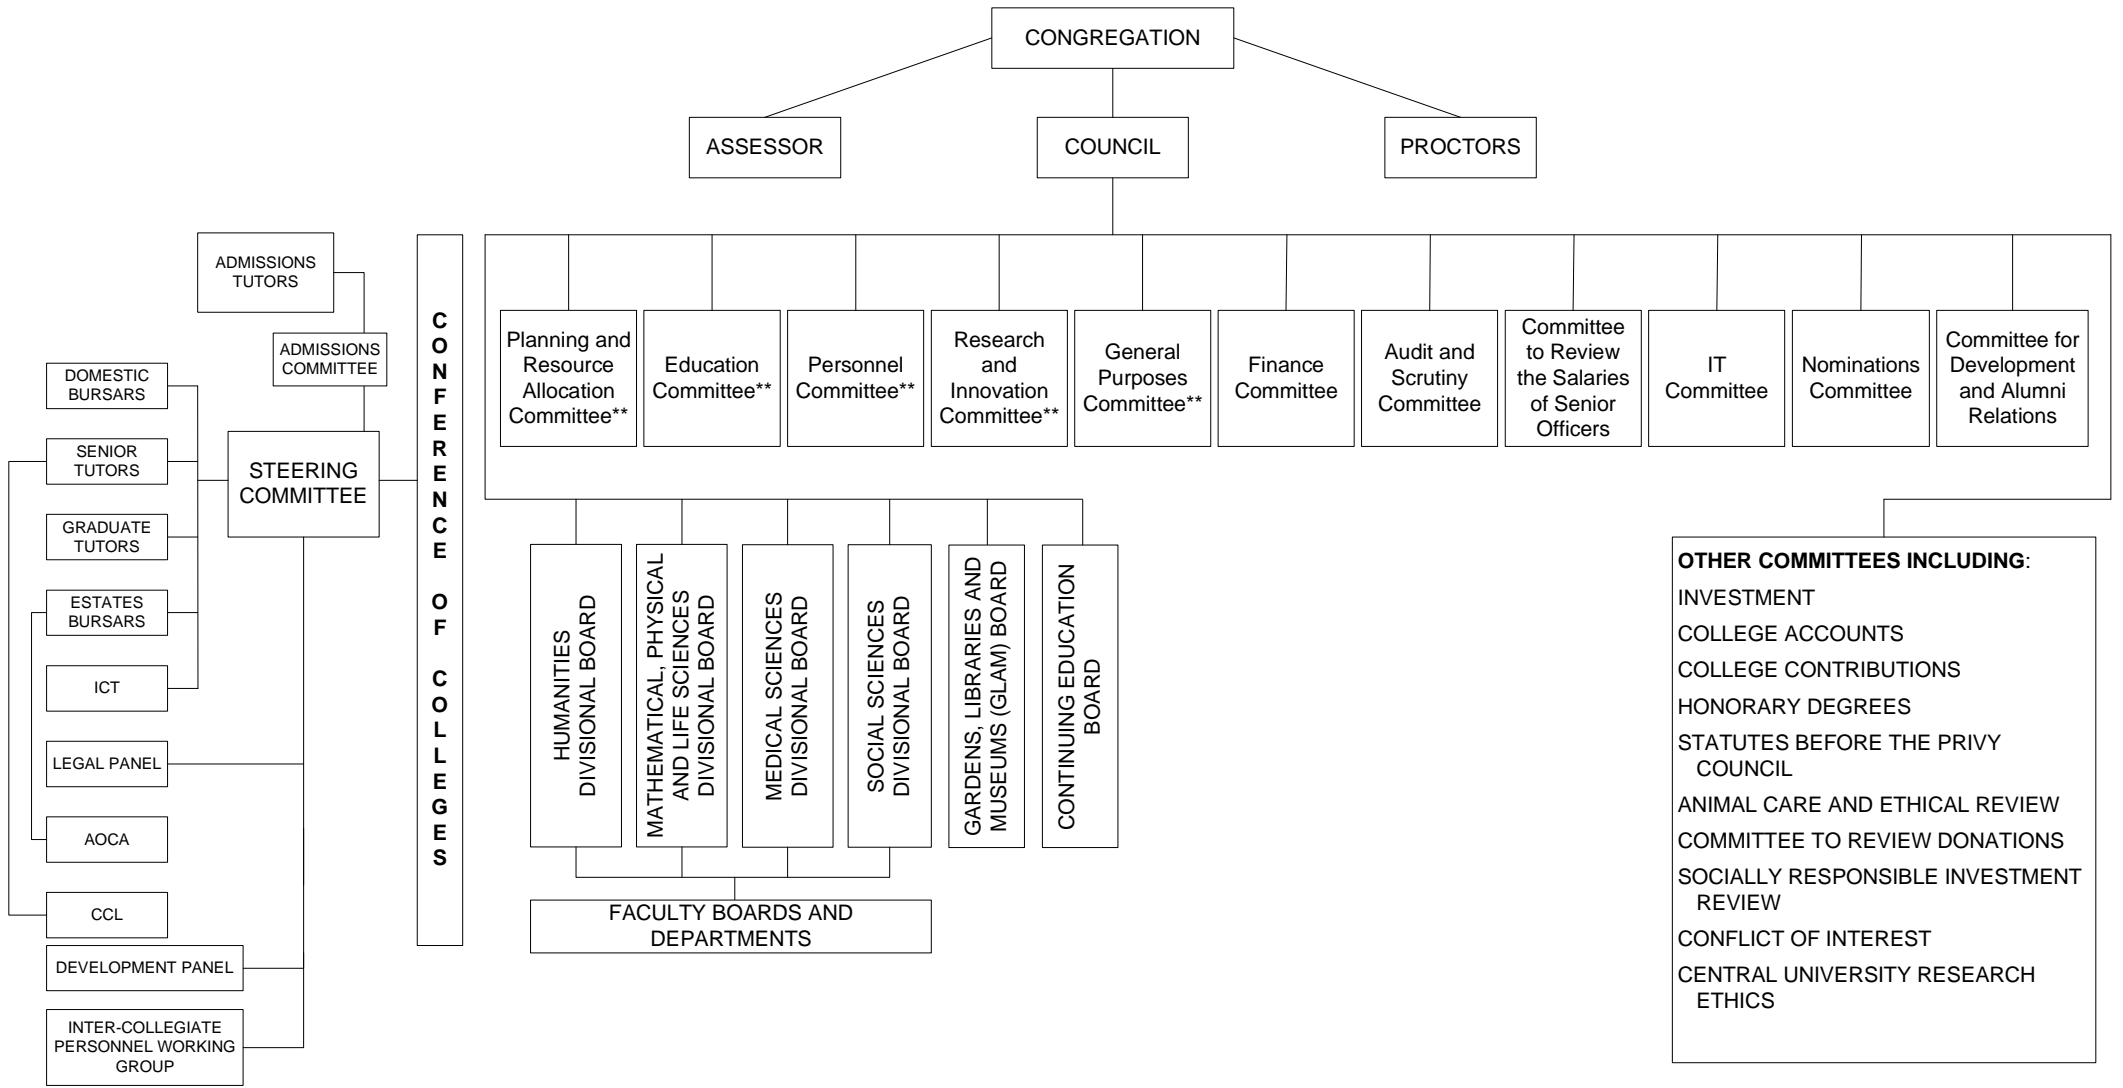 CONGREGATION
ASSESSOR
COUNCIL
PROCTORS
ADMISSIONS
TUTORS
ADMISSIONS
COMMITTEE
DOMESTIC
BURSARS
SENIOR
TUTORS
GRADUATE
TUTORS
ESTATES
BURSARS
ICT
LEGAL PANEL
AOCA
CCL
DEVELOPMENT PANEL
INTER-COLLEGIATE
PERSONNEL WORKING
GROUP
STEERING
COMMITTEE
CONFERENCE OF COLLEGES
Planning and
Resource
Allocation
Committee**
Education
Committee**
Personnel
Committee**
Research
and
Innovation
Committee**
General
Purposes
Committee**
Finance
Committee
Audit and
Scrutiny
Committee
Committee
to Review
the Salaries
of Senior
Officers
IT
Committee
Nominations
Committee
Committee for
Development
and Alumni
Relations
HUMANITIES
DIVISIONAL BOARD
MATHEMATICAL, PHYSICAL
AND LIFE SCIENCES
DIVISIONAL BOARD
MEDICAL SCIENCES
DIVISIONAL BOARD
SOCIAL SCIENCES
DIVISIONAL BOARD
GARDENS, LIBRARIES AND
MUSEUMS (GLAM) BOARD
CONTINUING EDUCATION
BOARD
FACULTY BOARDS AND
DEPARTMENTS
OTHER COMMITTEES INCLUDING:
INVESTMENT
COLLEGE ACCOUNTS
COLLEGE CONTRIBUTIONS
HONORARY DEGREES
STATUTES BEFORE THE PRIVY
COUNCIL
ANIMAL CARE AND ETHICAL REVIEW
COMMITTEE TO REVIEW DONATIONS
SOCIALLY RESPONSIBLE INVESTMENT
REVIEW
CONFLICT OF INTEREST
CENTRAL UNIVERSITY RESEARCH
ETHICS